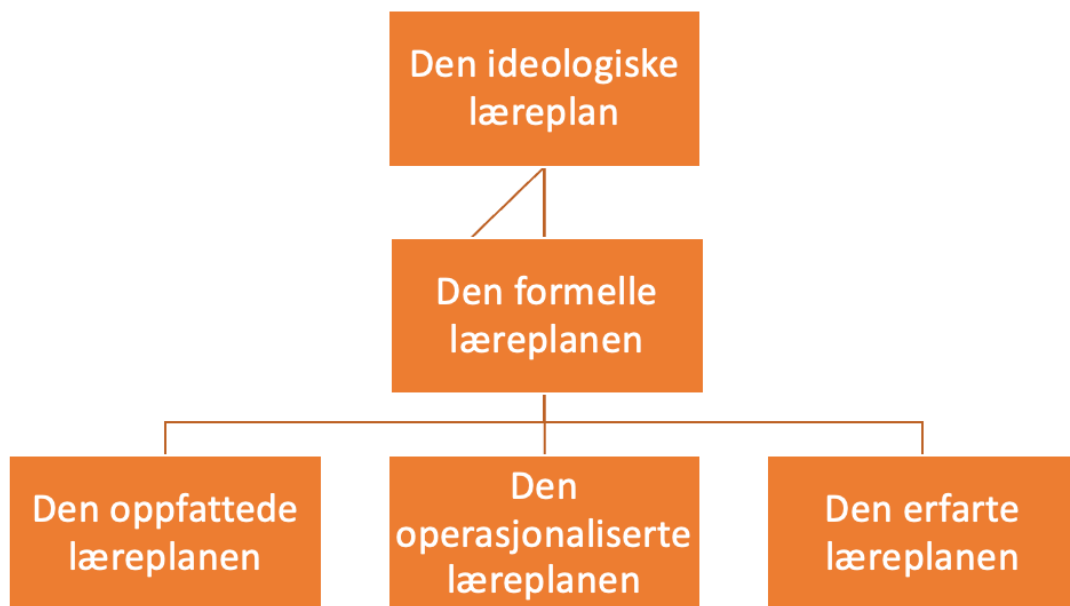 Den ideologiske
læreplan
Den formelle
læreplanen
Den oppfattede
læreplanen
Den
operasjonaliserte
læreplanen
Den erfarte
læreplanen